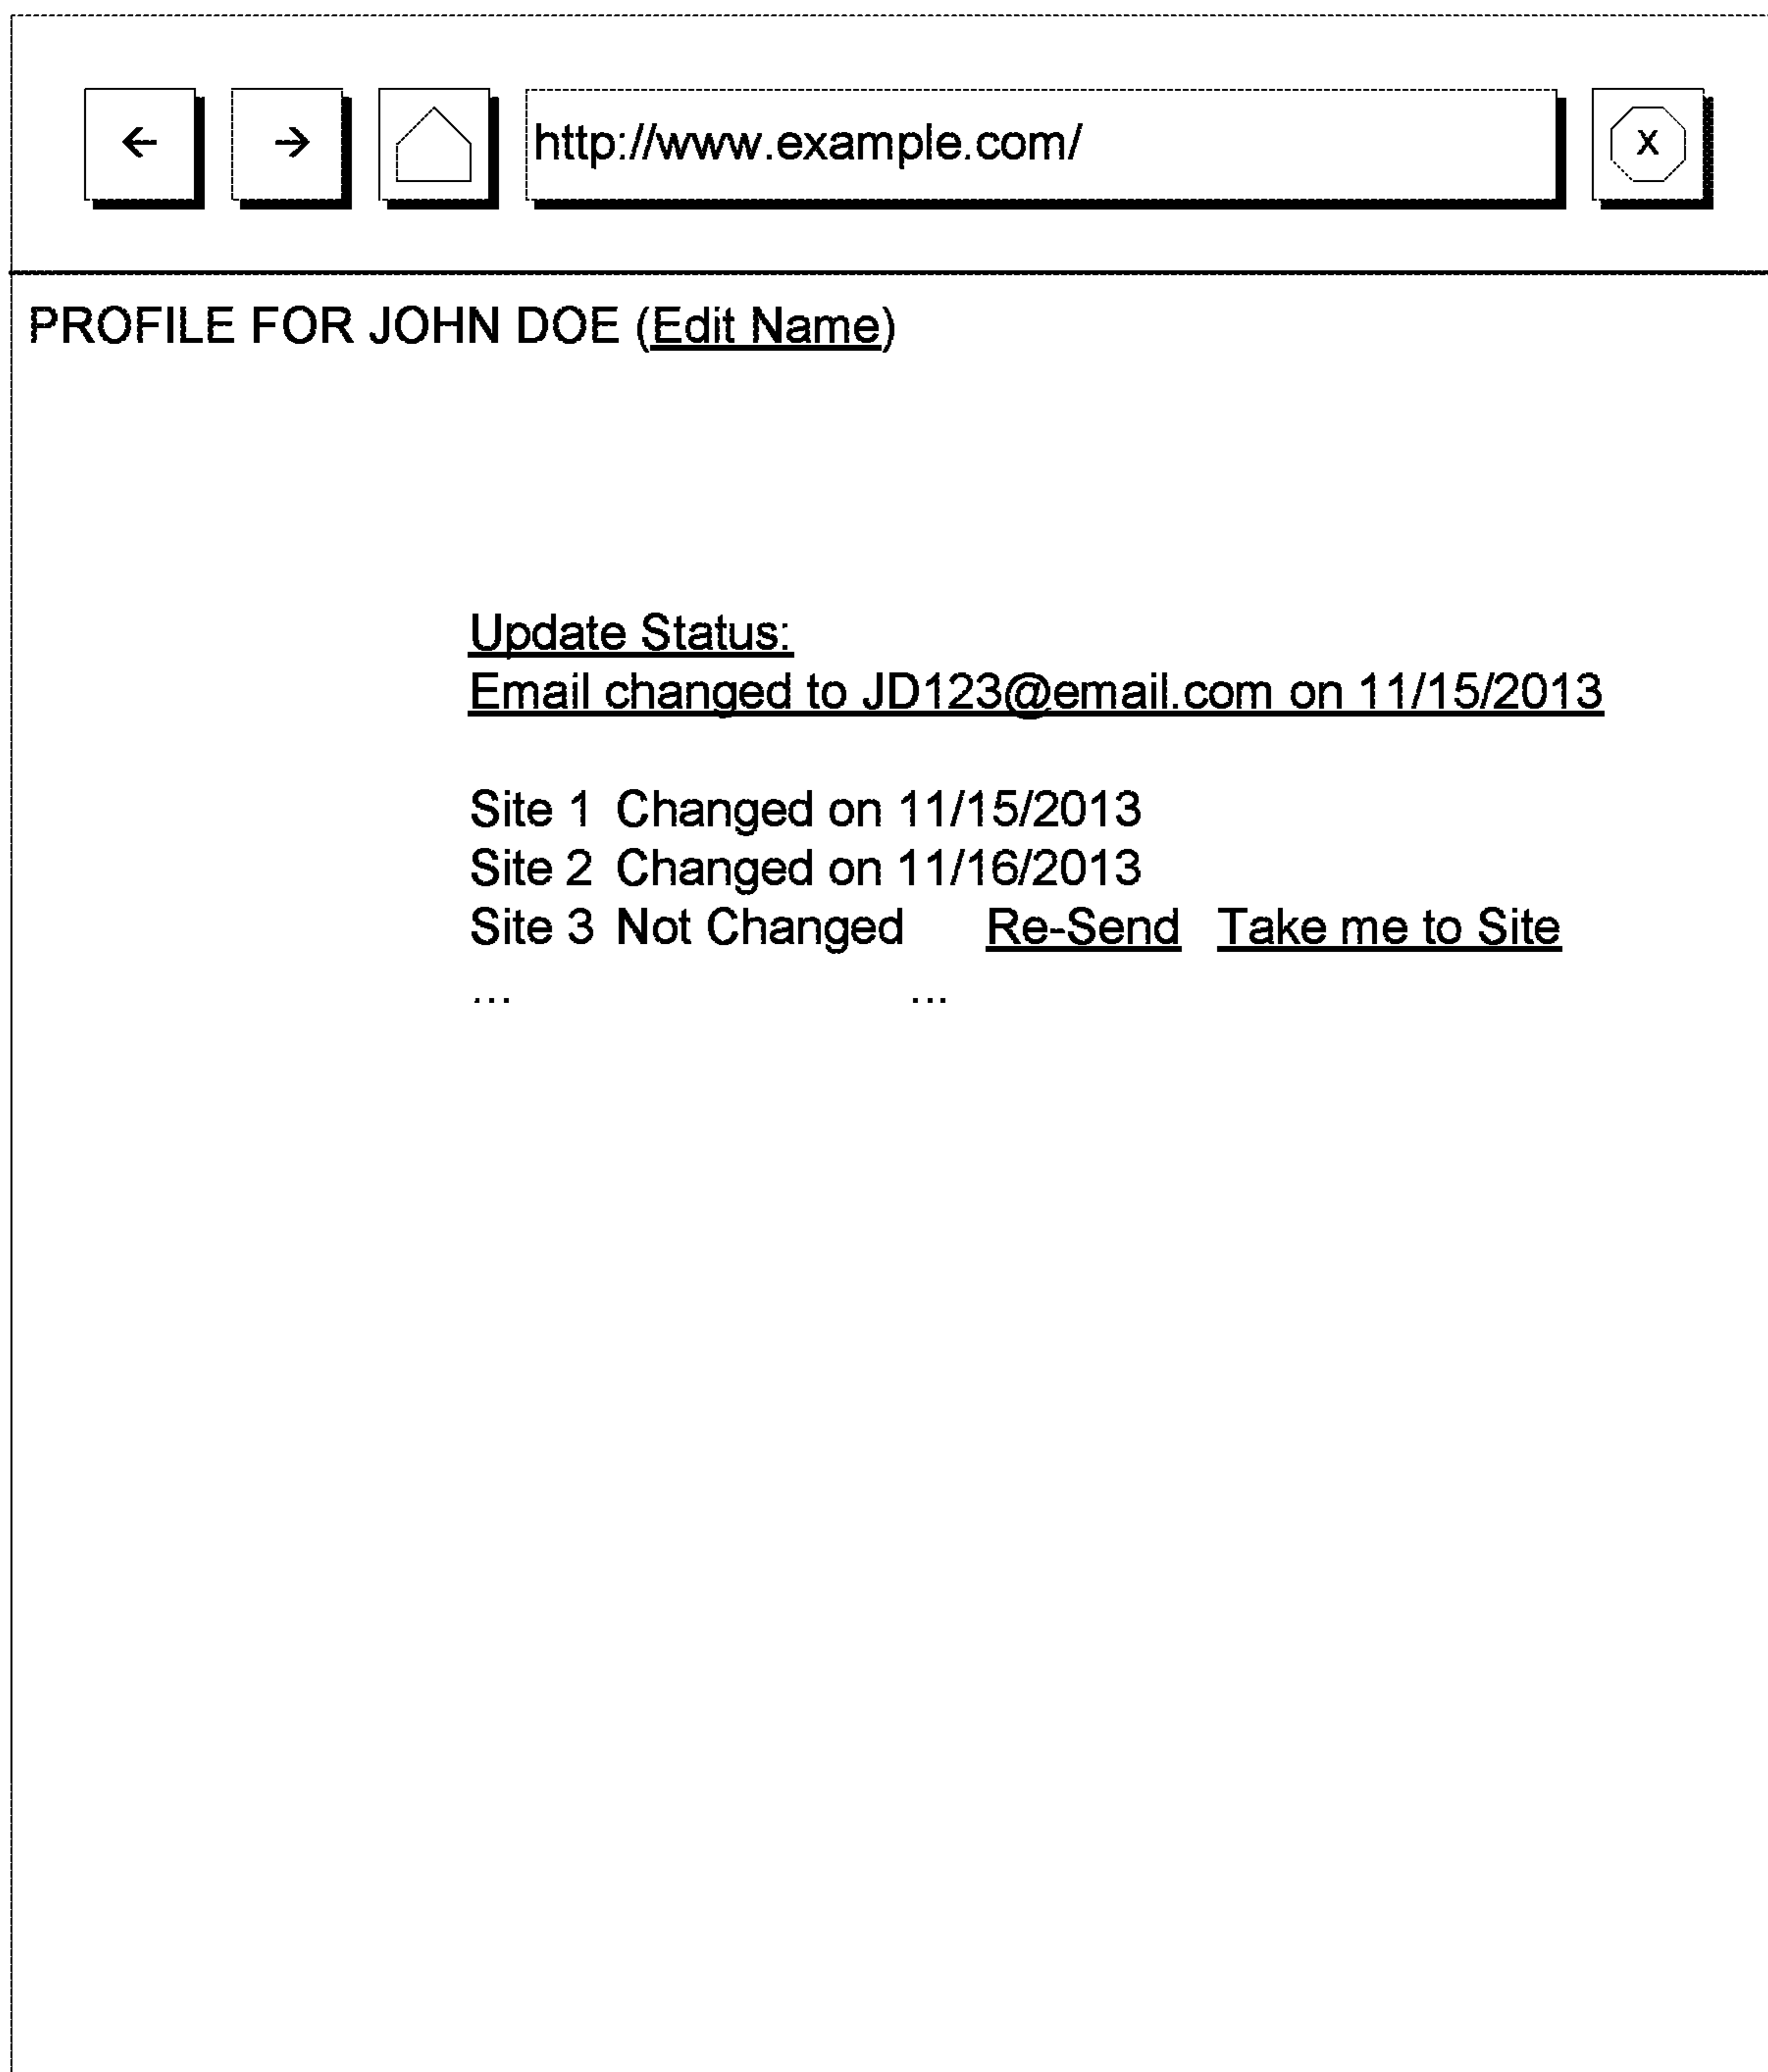 ← → http://www.example.com/ X
PROFILE FOR JOHN DOE (Edit Name)
Update Status:
Email changed to JD123@email.com on 11/15/2013
Site 1 Changed on 11/15/2013
Site 2 Changed on 11/16/2013
Site 3 Not Changed Re-Send Take me to Site
... ...